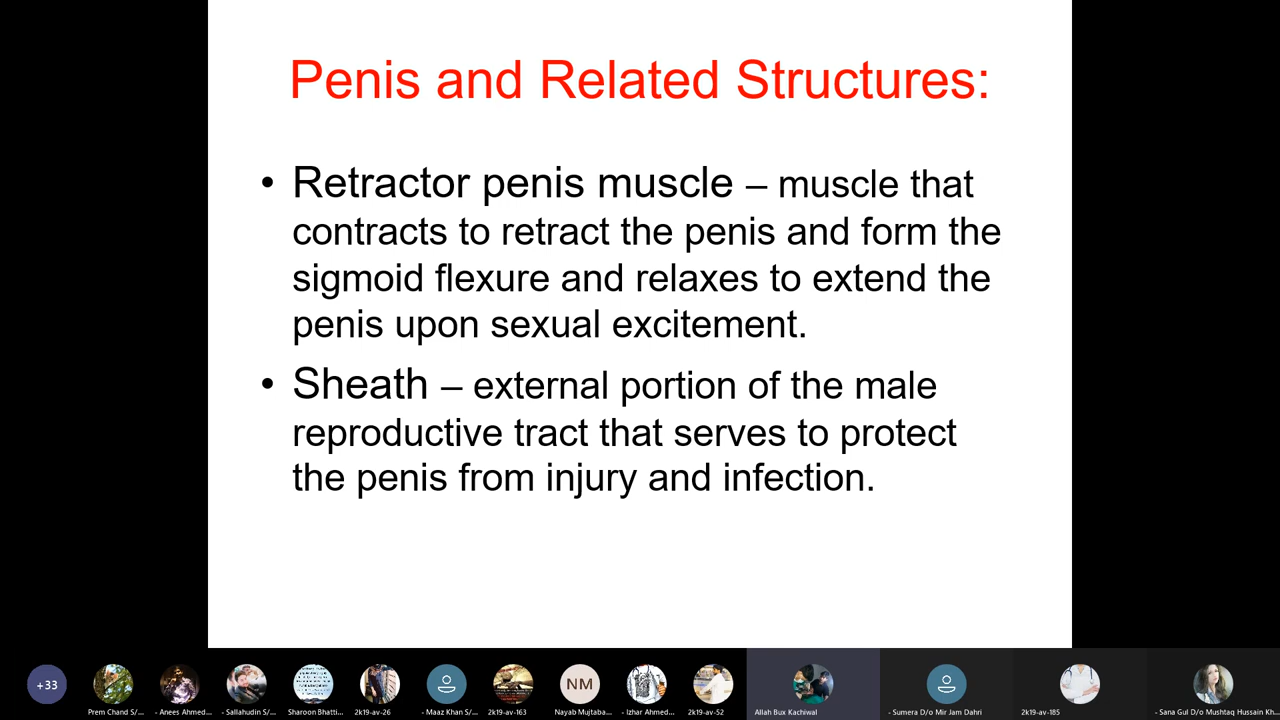 Penis and Related Structures:
• Retractor penis muscle – muscle that
contracts to retract the penis and form the
sigmoid flexure and relaxes to extend the
penis upon sexual excitement.
• Sheath – external portion of the male
reproductive tract that serves to protect
the penis from injury and infection.
+33
NM
Prem Chand S/...
- Anees Ahmed...
- Sallahudin S/...
Sharoon Bhatti...
2k19-av-26
- Maaz Khan S/...
2k19-av-163
Nayab Mujtaba...
- Izhar Ahmed...
2k19-av-52
Allah Bux Kachiwal
- Sumera D/o Mir Jam Dahri
2k19-av-185
- Sana Gul D/o Mushtaq Hussain Kh...